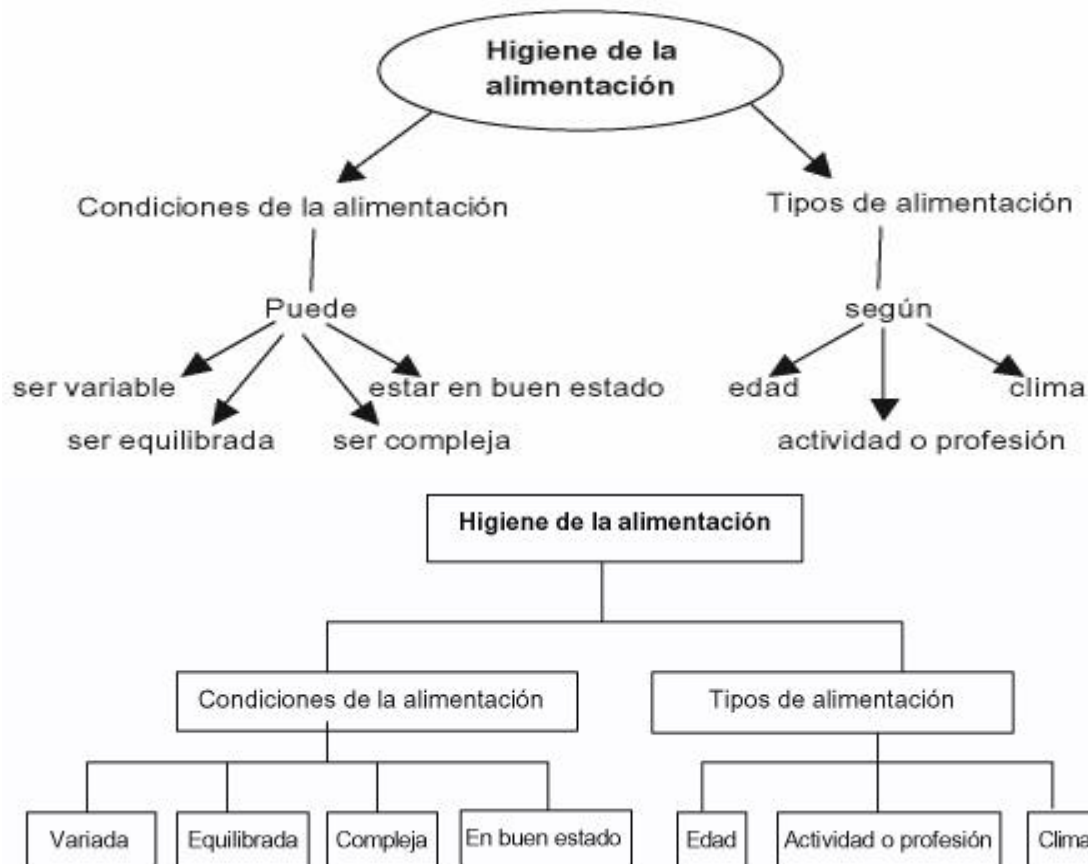 Higiene de la
alimentación
Condiciones de la alimentación
Tipos de alimentación
Puede
según
ser variable
estar en buen estado
edad
clima
ser equilibrada
ser compleja
actividad o profesión
Higiene de la alimentación
Condiciones de la alimentación
Tipos de alimentación
Variada
Equilibrada
Compleja
En buen estado
Edad
Actividad o profesión
Clima